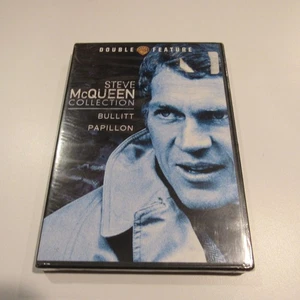 DOUBLE FEATURE
STEVE
McQUEEN
COLLECTION
BULLITT
PAPILLON